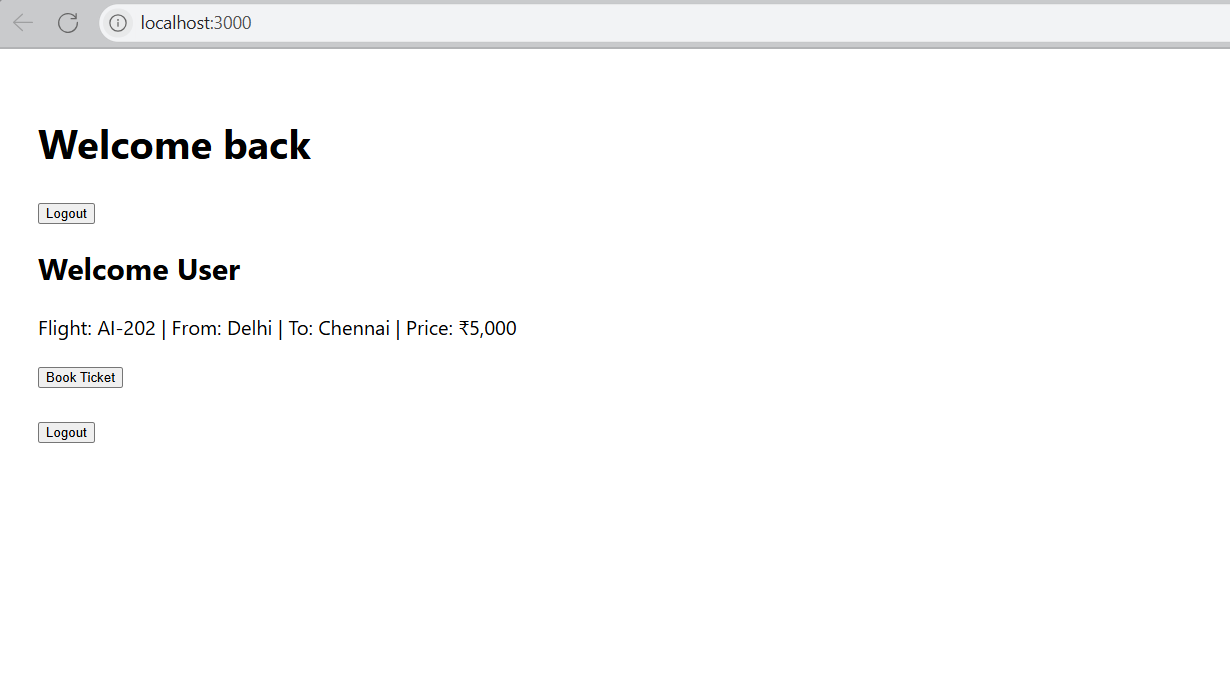 localhost:3000
Welcome back
Logout
Welcome User
Flight: AI-202 | From: Delhi | To: Chennai | Price: ₹5,000
Book Ticket
Logout